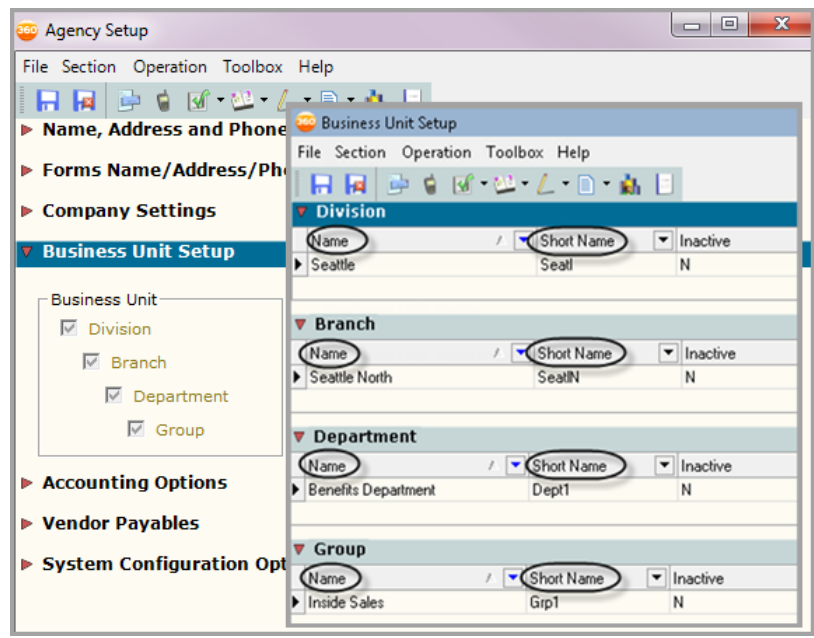 360 Agency Setup
File Section Operation Toolbox Help
Name, Address and Phone
Forms Name/Address/Ph
Company Settings
Business Unit Setup
Business Unit
Division
Branch
Department
Group
Accounting Options
Vendor Payables
System Configuration Opt
360 Business Unit Setup
File Section Operation Toolbox Help
Division
Name / Short Name Inactive
Seattle Seatl N
Branch
Name / Short Name Inactive
Seattle North SeatlN N
Department
Name / Short Name Inactive
Benefits Department Dept1 N
Group
Name / Short Name Inactive
Inside Sales Grp1 N